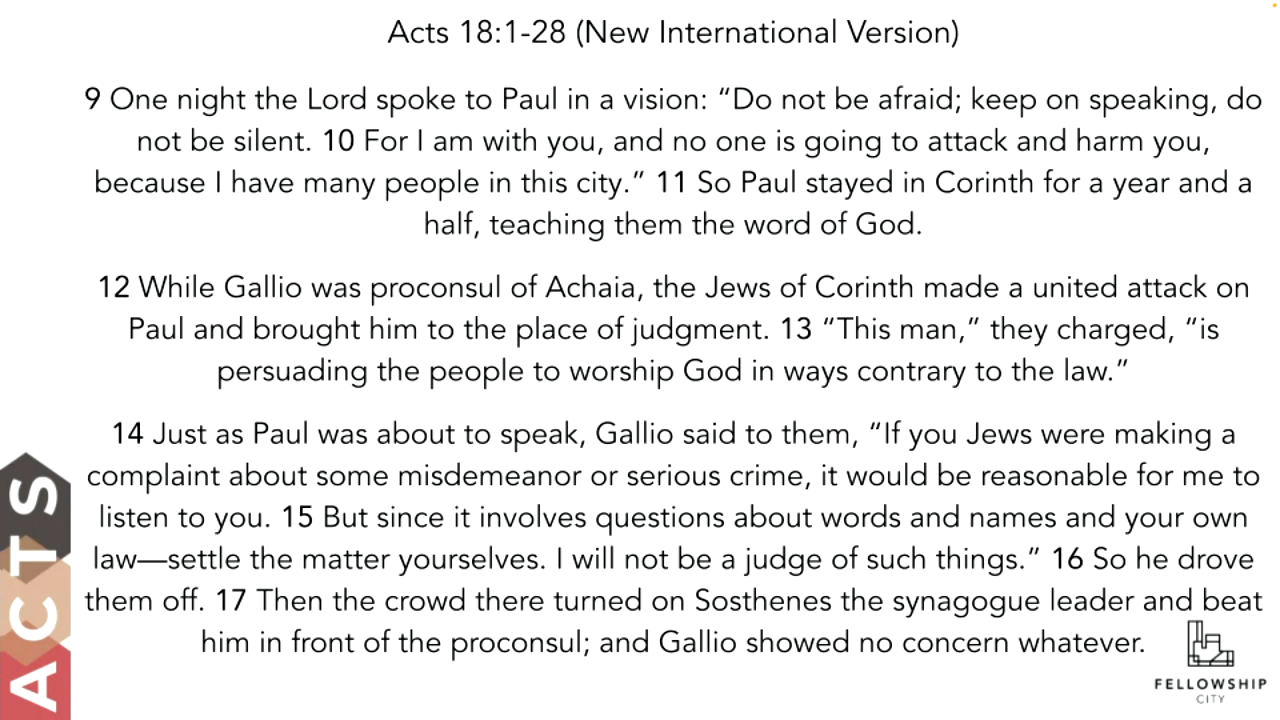 Acts 18:1-28 (New International Version)
9 One night the Lord spoke to Paul in a vision: “Do not be afraid; keep on speaking, do
not be silent. 10 For I am with you, and no one is going to attack and harm you,
because I have many people in this city.” 11 So Paul stayed in Corinth for a year and a
half, teaching them the word of God.
12 While Gallio was proconsul of Achaia, the Jews of Corinth made a united attack on
Paul and brought him to the place of judgment. 13 “This man,” they charged, “is
persuading the people to worship God in ways contrary to the law.”
14 Just as Paul was about to speak, Gallio said to them, “If you Jews were making a
complaint about some misdemeanor or serious crime, it would be reasonable for me to
listen to you. 15 But since it involves questions about words and names and your own
law—settle the matter yourselves. I will not be a judge of such things.” 16 So he drove
them off. 17 Then the crowd there turned on Sosthenes the synagogue leader and beat
him in front of the proconsul; and Gallio showed no concern whatever.
ACTS
FELLOWSHIP
CITY